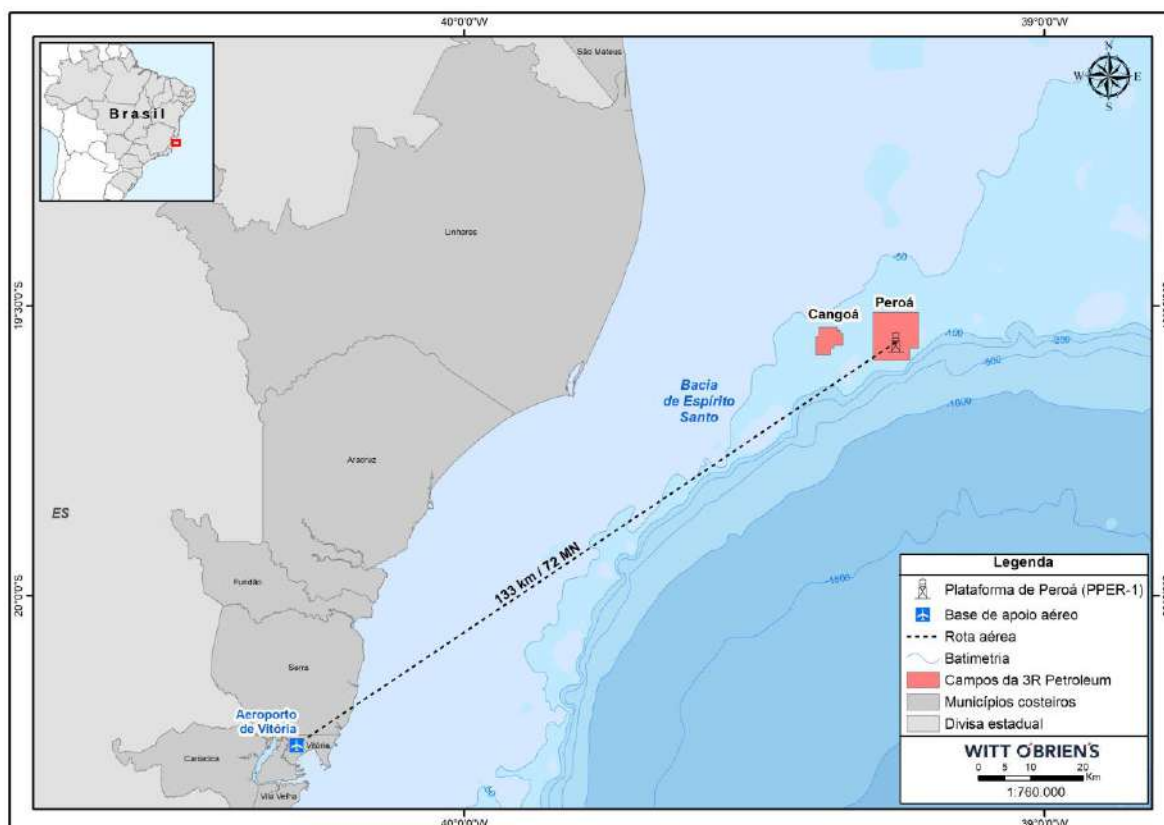 40°0'0"W
39°0'0"W
São Mateus
N
W E
S
Brasil
Linhares
-50
19°30'0"S
Cangoá
Peroá
-100
-200
-500
-1000
Bacia
de Espírito
Santo
Aracruz
ES
133 km / 72 MN
Fundão
-1500
20°0'0"S
Serra
Aeroporto
de Vitória
Vitória
Cariacica
Vila Velha
Legenda
Plataforma de Peroá (PPER-1)
Base de apoio aéreo
Rota aérea
Batimetria
Campos da 3R Petroleum
Municípios costeiros
Divisa estadual
WITT O'BRIEN'S
0 5 10 20
Km
1:760.000
40°0'0"W
39°0'0"W